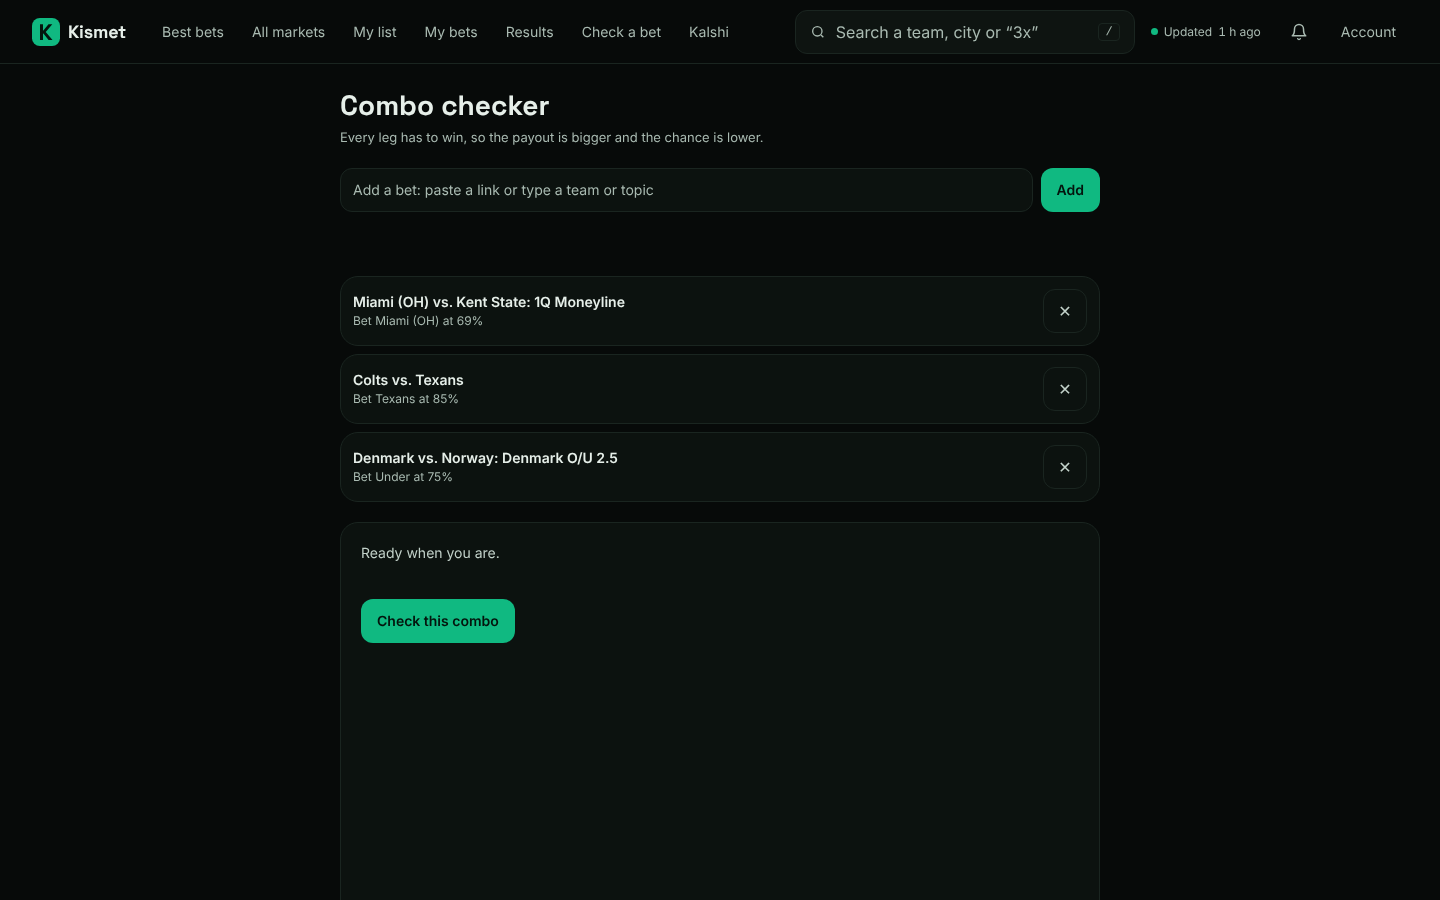 K Kismet Best bets All markets My list My bets Results Check a bet Kalshi Search a team, city or “3x” / Updated 1 h ago Account
Combo checker
Every leg has to win, so the payout is bigger and the chance is lower.
Add a bet: paste a link or type a team or topic Add
Miami (OH) vs. Kent State: 1Q Moneyline
Bet Miami (OH) at 69%
Colts vs. Texans
Bet Texans at 85%
Denmark vs. Norway: Denmark O/U 2.5
Bet Under at 75%
Ready when you are.
Check this combo